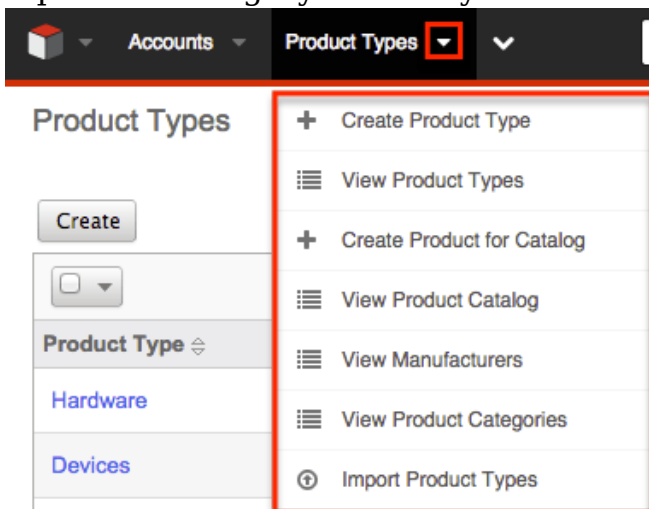 Accounts
Product Types
Product Types
Create
Product Type
Hardware
Devices
Create Product Type
View Product Types
Create Product for Catalog
View Product Catalog
View Manufacturers
View Product Categories
Import Product Types